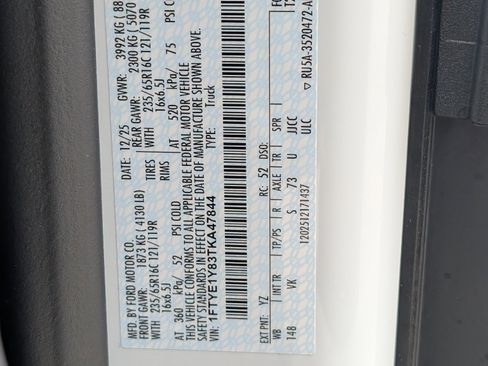 MFD. BY FORD MOTOR CO.
DATE: 12/25 GVWR: 3992 KG ( 88
FRONT GAWR: 1873 KG ( 4130 LB) REAR GAWR: 2300 KG ( 5070
WITH 235/65R16C 121/119R TIRES WITH 235/65R16C 121/119R
16x6.5J RIMS 16x6.5J
AT 360 kPa/ 52 PSI COLD AT 520 kPa/ 75 PSI CO
THIS VEHICLE CONFORMS TO ALL APPLICABLE FEDERAL MOTOR VEHICLE
SAFETY STANDARDS IN EFFECT ON THE DATE OF MANUFACTURE SHOWN ABOVE.
VIN: 1FTYE1Y83TKA47844
TYPE: Truck
EXT PNT: YZ RC: 52 DSO: FO
WB TP/PS R AXLE TR SPR T2
148 VK S 73 U JJCC
ULC
1202512171437
RU5A-3520472-A